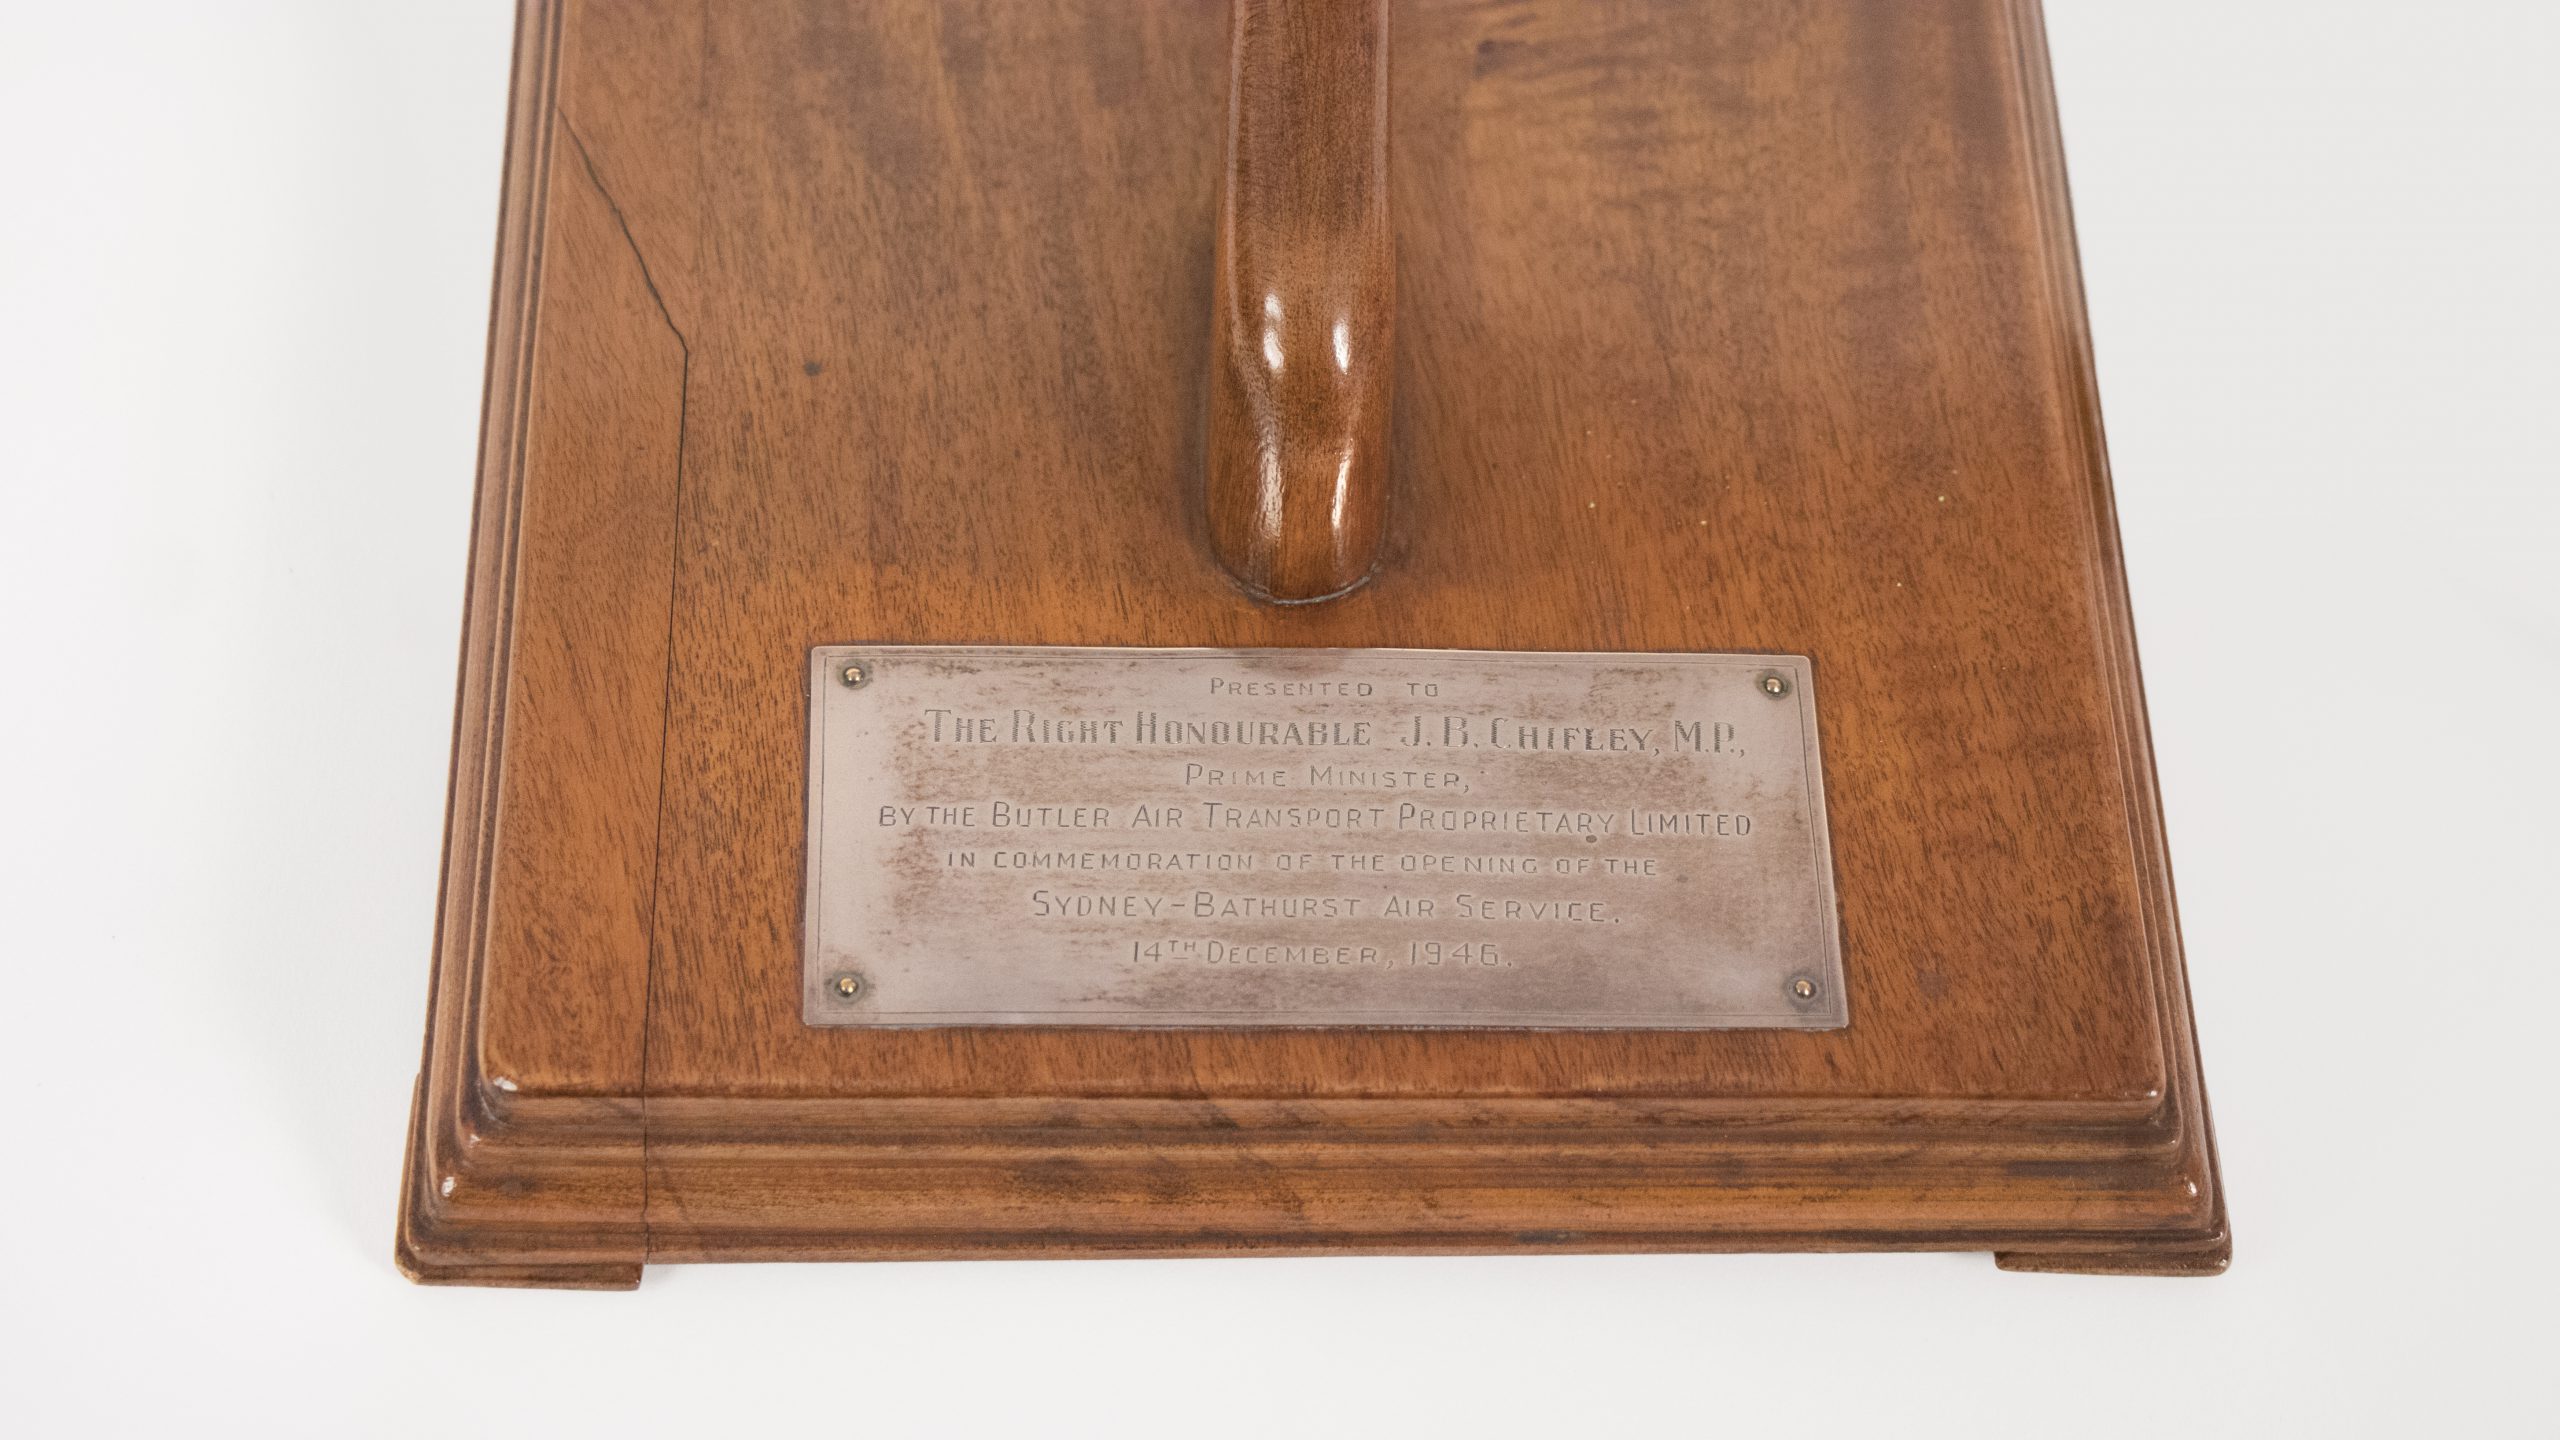 PRESENTED TO
THE RIGHT HONOURABLE J. B. CHIFLEY, M.P.,
PRIME MINISTER,
BY THE BUTLER AIR TRANSPORT PROPRIETARY LIMITED
IN COMMEMORATION OF THE OPENING OF THE
SYDNEY-BATHURST AIR SERVICE.
14TH DECEMBER, 1946.